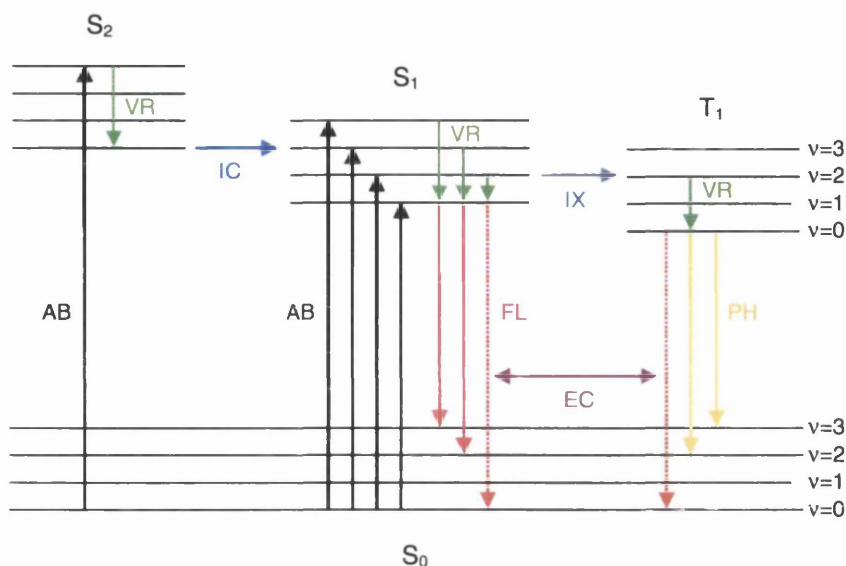 S₂
S₁
T₁
VR
VR
VR
ν=3
ν=2
ν=1
ν=0
IC
IX
AB
AB
FL
PH
EC
ν=3
ν=2
ν=1
ν=0
S₀